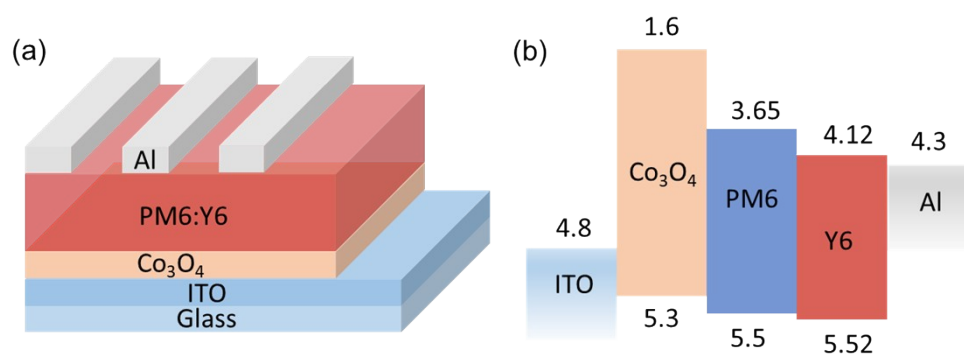 (a)
Al
PM6:Y6
Co₃O₄
ITO
Glass
(b)
1.6
3.65
4.12
4.3
4.8
Co₃O₄
PM6
Al
Y6
ITO
5.3
5.5
5.52